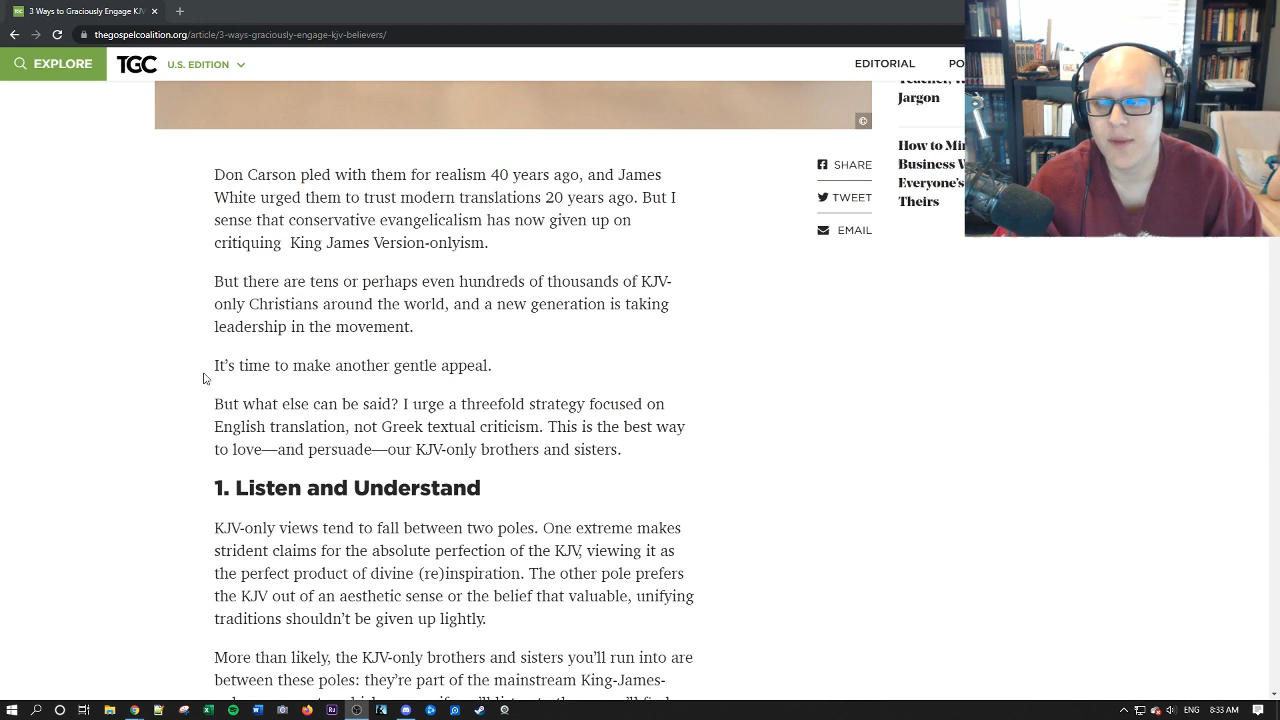 3 Ways to Graciously Engage KJV
thegospelcoalition.org/article/3-ways-graciously-engage-kjv-believers/
EXPLORE
TGC
U.S. EDITION
EDITORIAL
Jargon
How to
Business
Everyone's
Theirs
©
SHARE
TWEET
EMAIL
Don Carson pled with them for realism 40 years ago, and James
White urged them to trust modern translations 20 years ago. But I
sense that conservative evangelicalism has now given up on
critiquing King James Version-onlyism.
But there are tens or perhaps even hundreds of thousands of KJV-
only Christians around the world, and a new generation is taking
leadership in the movement.
It's time to make another gentle appeal.
But what else can be said? I urge a threefold strategy focused on
English translation, not Greek textual criticism. This is the best way
to love—and persuade—our KJV-only brothers and sisters.
1. Listen and Understand
KJV-only views tend to fall between two poles. One extreme makes
strident claims for the absolute perfection of the KJV, viewing it as
the perfect product of divine (re)inspiration. The other pole prefers
the KJV out of an aesthetic sense or the belief that valuable, unifying
traditions shouldn't be given up lightly.
More than likely, the KJV-only brothers and sisters you'll run into are
between these poles: they're part of the mainstream King-James-
8:33 AM